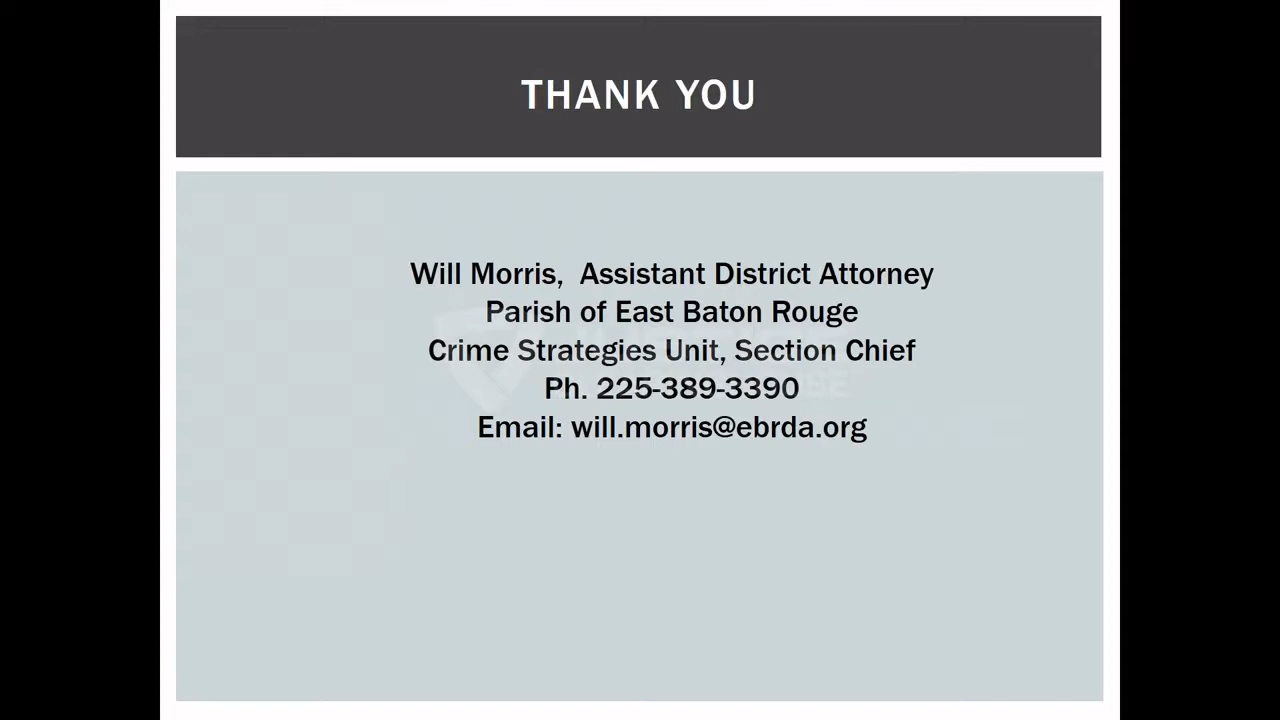 THANK YOU
Will Morris,  Assistant District Attorney
Parish of East Baton Rouge
Crime Strategies Unit, Section Chief
Ph. 225-389-3390
Email: will.morris@ebrda.org